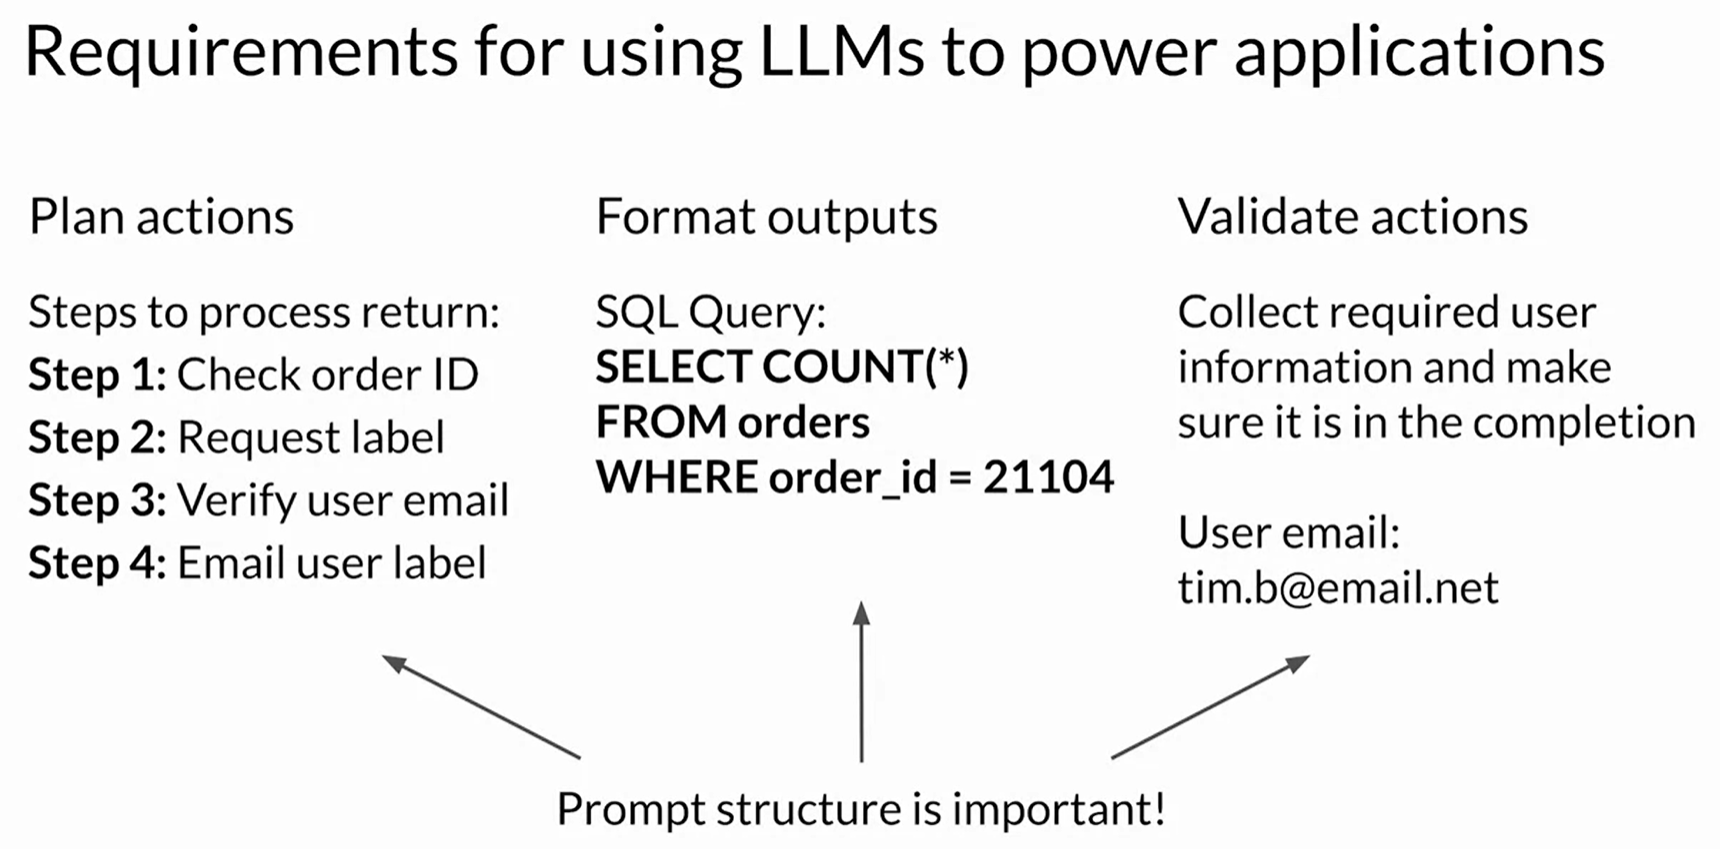 Requirements for using LLMs to power applications
Plan actions
Steps to process return:
Step 1: Check order ID
Step 2: Request label
Step 3: Verify user email
Step 4: Email user label
Format outputs
SQL Query:
SELECT COUNT(*)
FROM orders
WHERE order_id = 21104
Validate actions
Collect required user
information and make
sure it is in the completion
User email:
tim.b@email.net
Prompt structure is important!